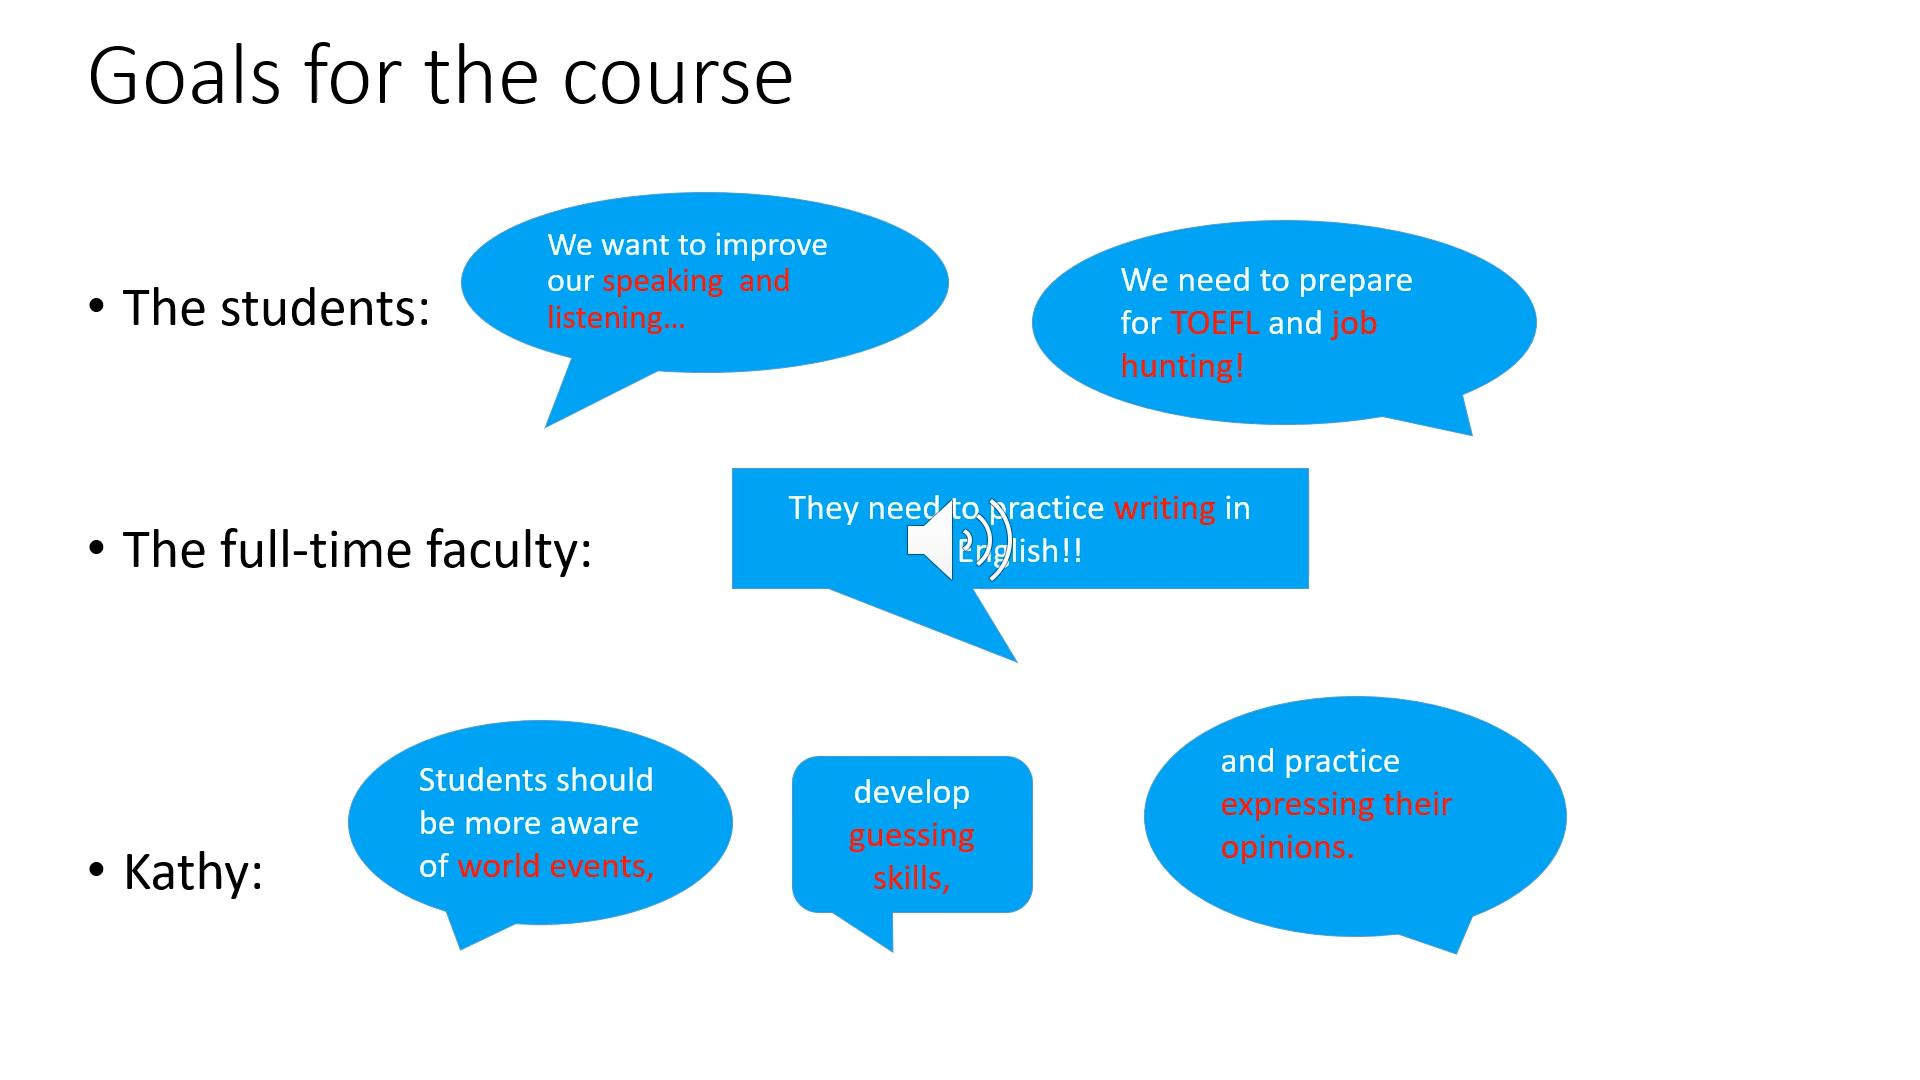 Goals for the course
• The students:
We want to improve
our speaking  and
listening...
We need to prepare
for TOEFL and job
hunting!
• The full-time faculty:
They need to practice writing in
English!!
• Kathy:
Students should
be more aware
of world events,
develop
guessing
skills,
and practice
expressing their
opinions.